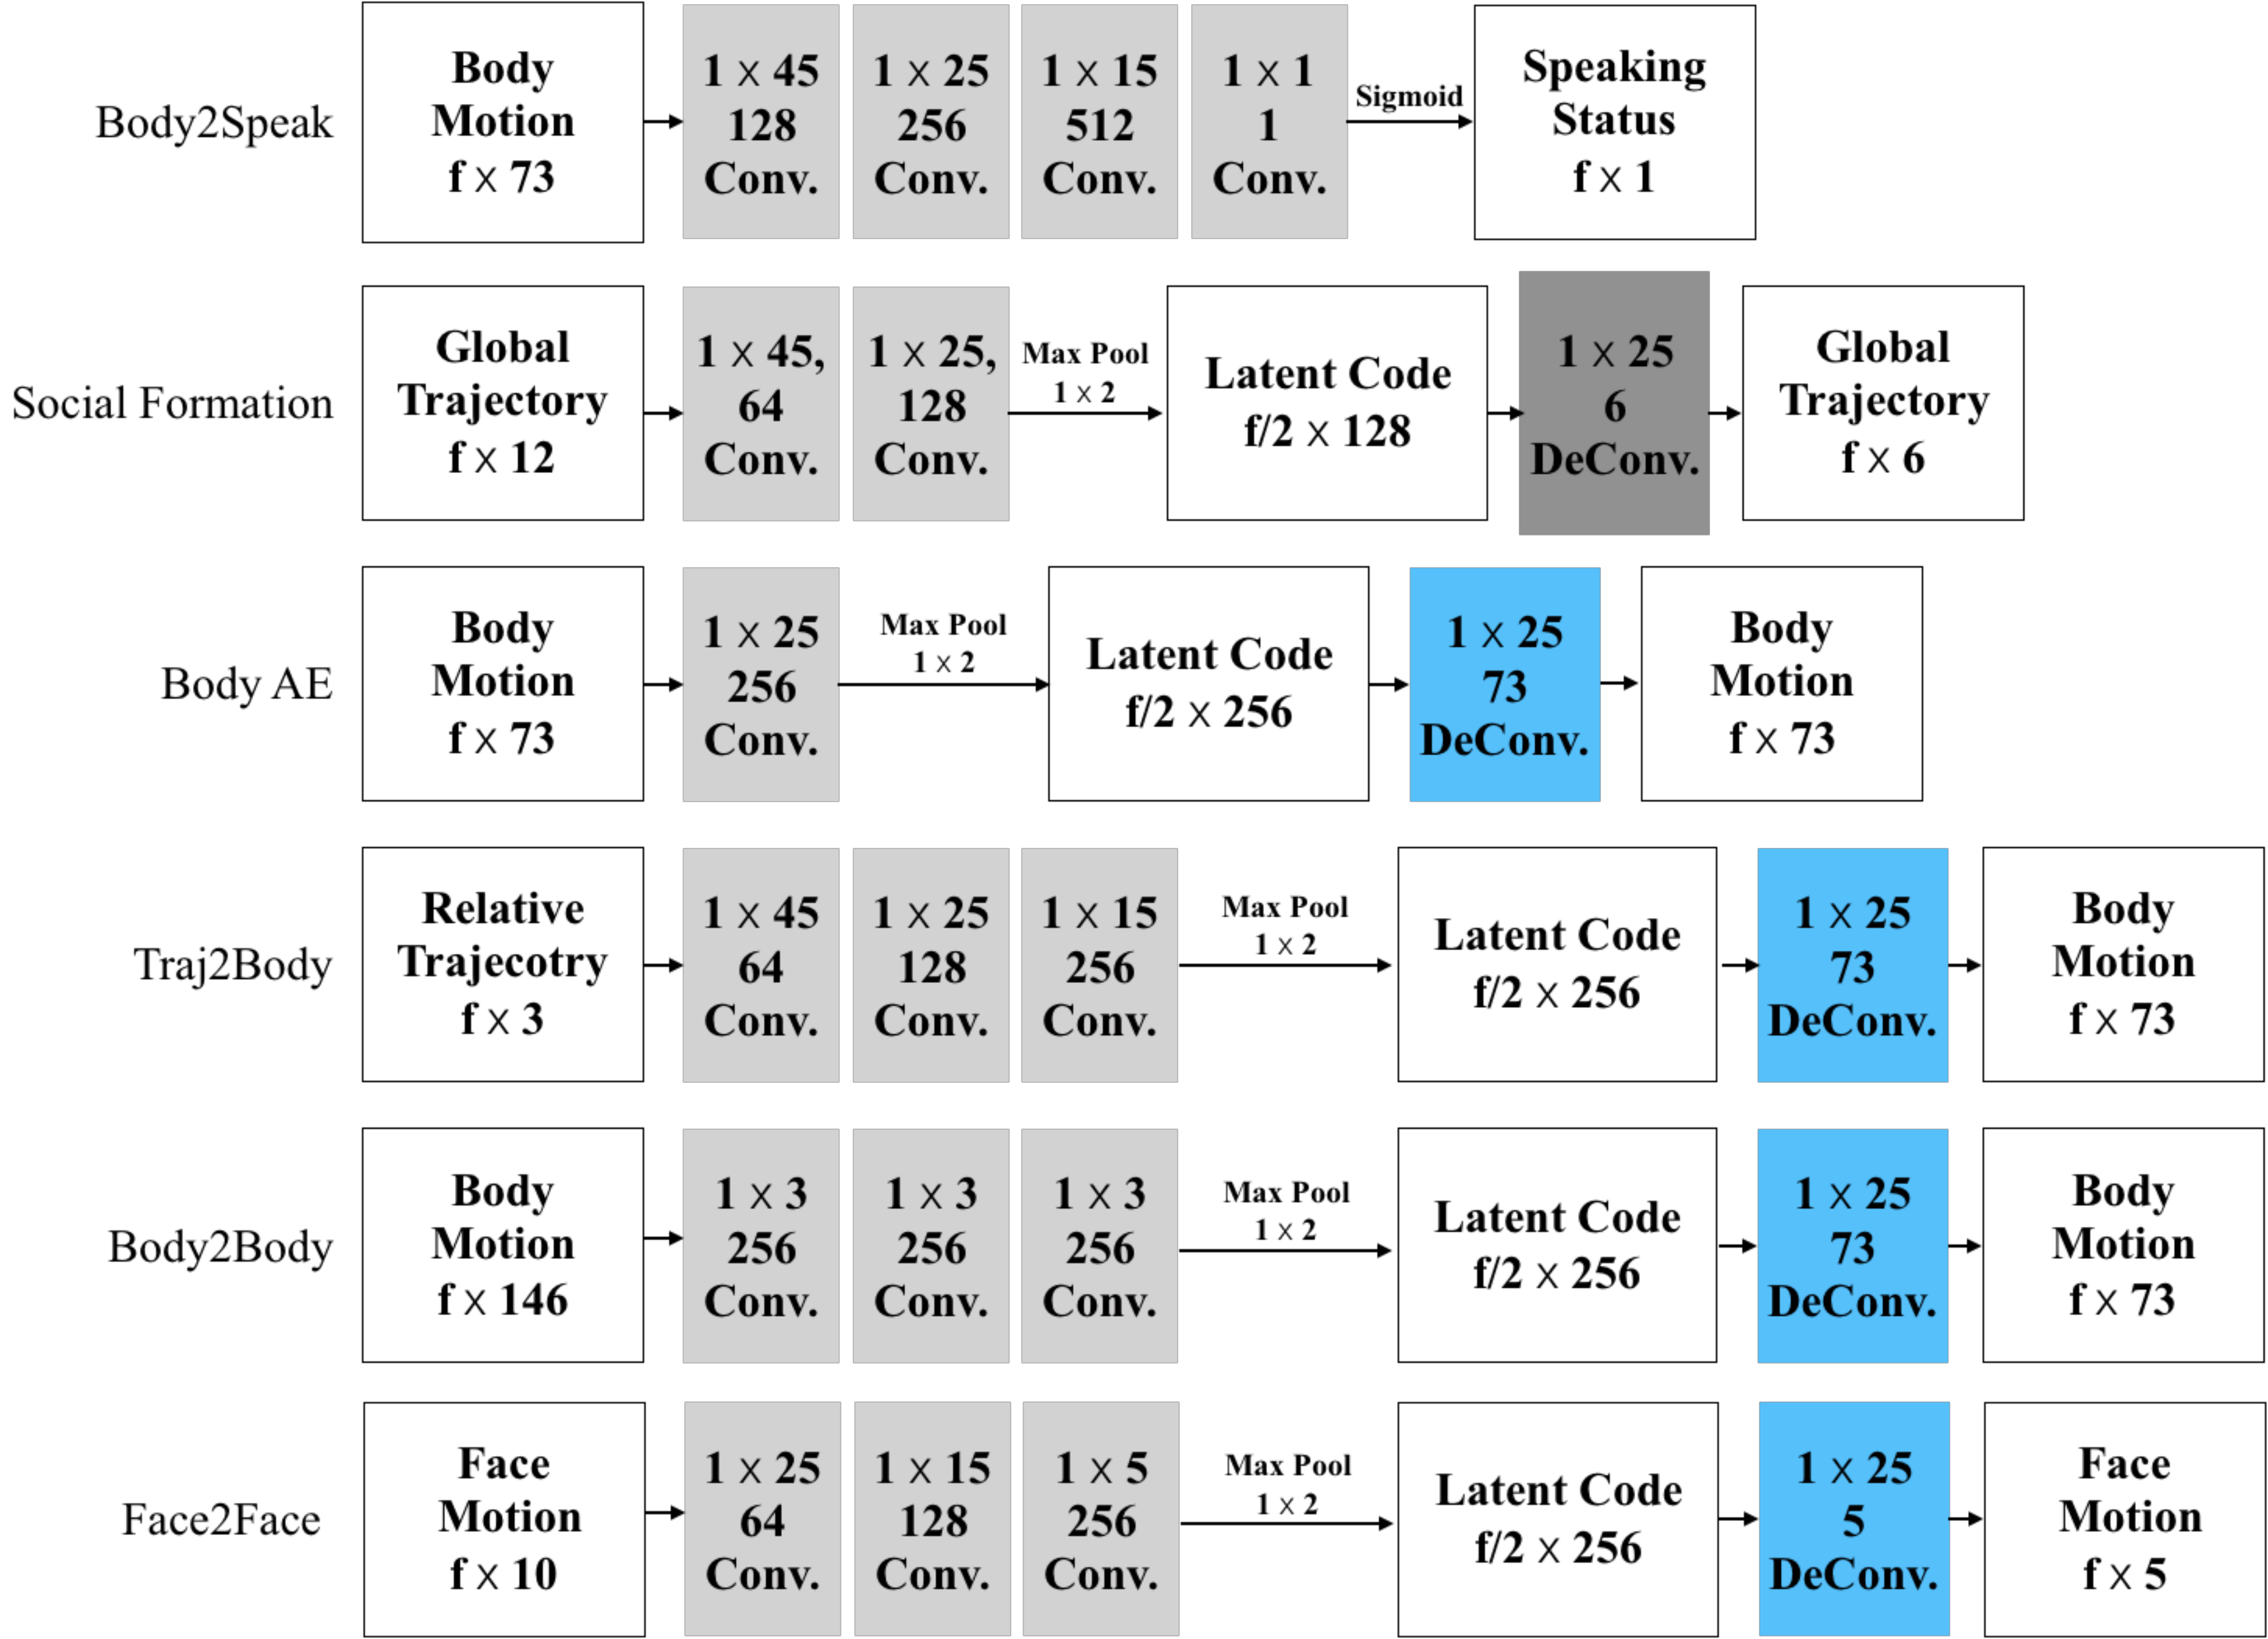 Body2Speak
Body
Motion
f x 73
1 x 45
128
Conv.
1 x 25
256
Conv.
1 x 15
512
Conv.
1 x 1
1
Conv.
Sigmoid
Speaking
Status
f x 1
Social Formation
Global
Trajectory
f x 12
1 x 45,
64
Conv.
1 x 25,
128
Conv.
Max Pool
1 x 2
Latent Code
f/2 x 128
1 x 25
6
DeConv.
Global
Trajectory
f x 6
Body AE
Body
Motion
f x 73
1 x 25
256
Conv.
Max Pool
1 x 2
Latent Code
f/2 x 256
1 x 25
73
DeConv.
Body
Motion
f x 73
Traj2Body
Relative
Trajecotry
f x 3
1 x 45
64
Conv.
1 x 25
128
Conv.
1 x 15
256
Conv.
Max Pool
1 x 2
Latent Code
f/2 x 256
1 x 25
73
DeConv.
Body
Motion
f x 73
Body2Body
Body
Motion
f x 146
1 x 3
256
Conv.
1 x 3
256
Conv.
1 x 3
256
Conv.
Max Pool
1 x 2
Latent Code
f/2 x 256
1 x 25
73
DeConv.
Body
Motion
f x 73
Face2Face
Face
Motion
f x 10
1 x 25
64
Conv.
1 x 15
128
Conv.
1 x 5
256
Conv.
Max Pool
1 x 2
Latent Code
f/2 x 256
1 x 25
5
DeConv.
Face
Motion
f x 5